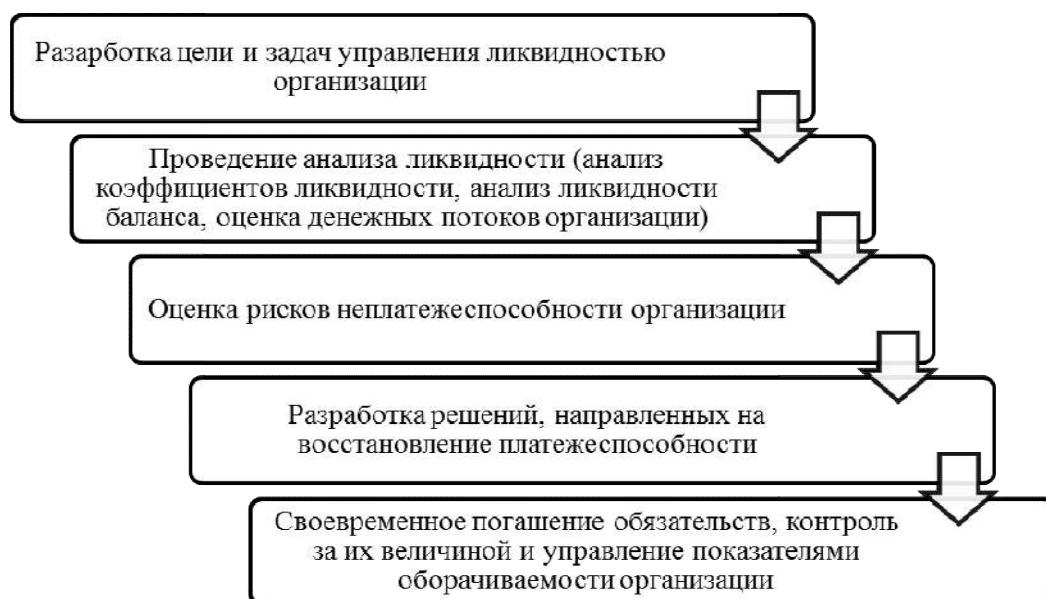 Разарботка цели и задач управления ликвидностью
организации
Проведение анализа ликвидности (анализ
коэффициентов ликвидности, анализ ликвидности
баланса, оценка денежных потоков организации)
Оценка рисков неплатежеспособности организации
Разработка решений, направленных на
восстановление платежеспособности
Своевременное погашение обязательств, контроль
за их величиной и управление показателями
оборачиваемости организации